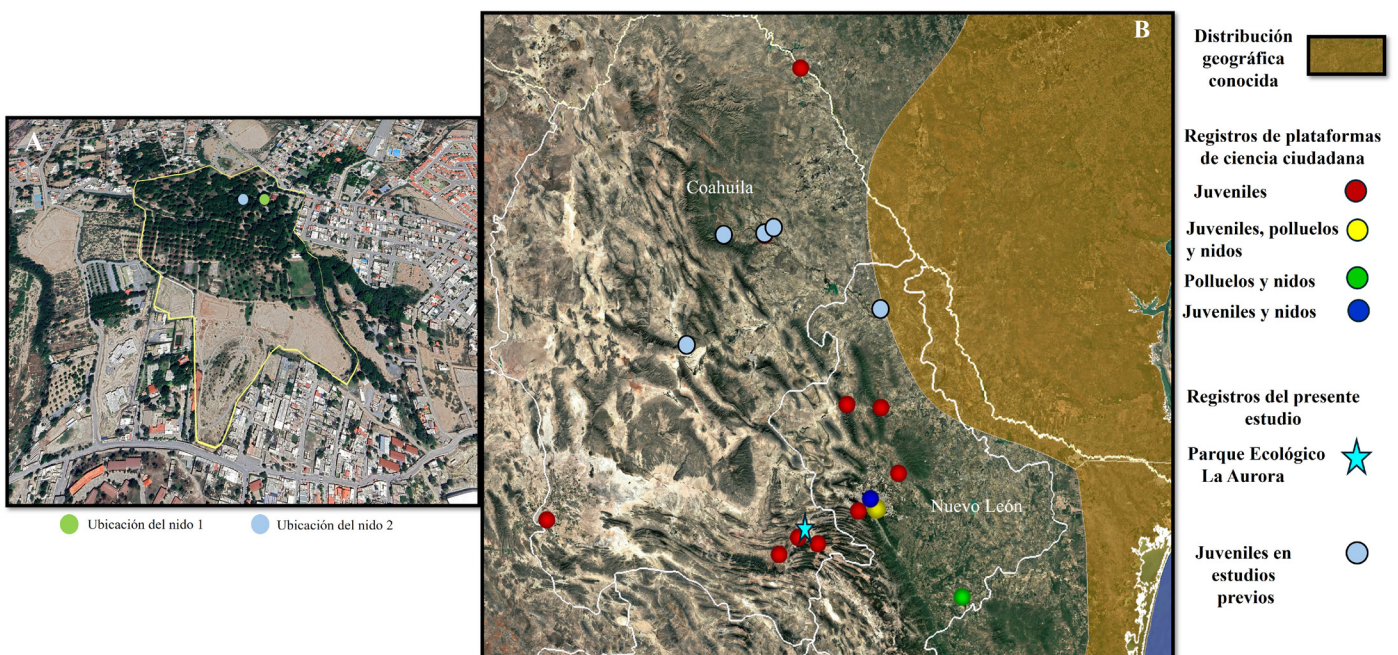 A
Ubicación del nido 1
Ubicación del nido 2
B
Coahuila
Nuevo León
Distribución
geográfica
conocida
Registros de plataformas
de ciencia ciudadana
Juveniles
Juveniles, polluelos
y nidos
Polluelos y nidos
Juveniles y nidos
Registros del presente
estudio
Parque Ecológico
La Aurora
Juveniles en
estudios
previos